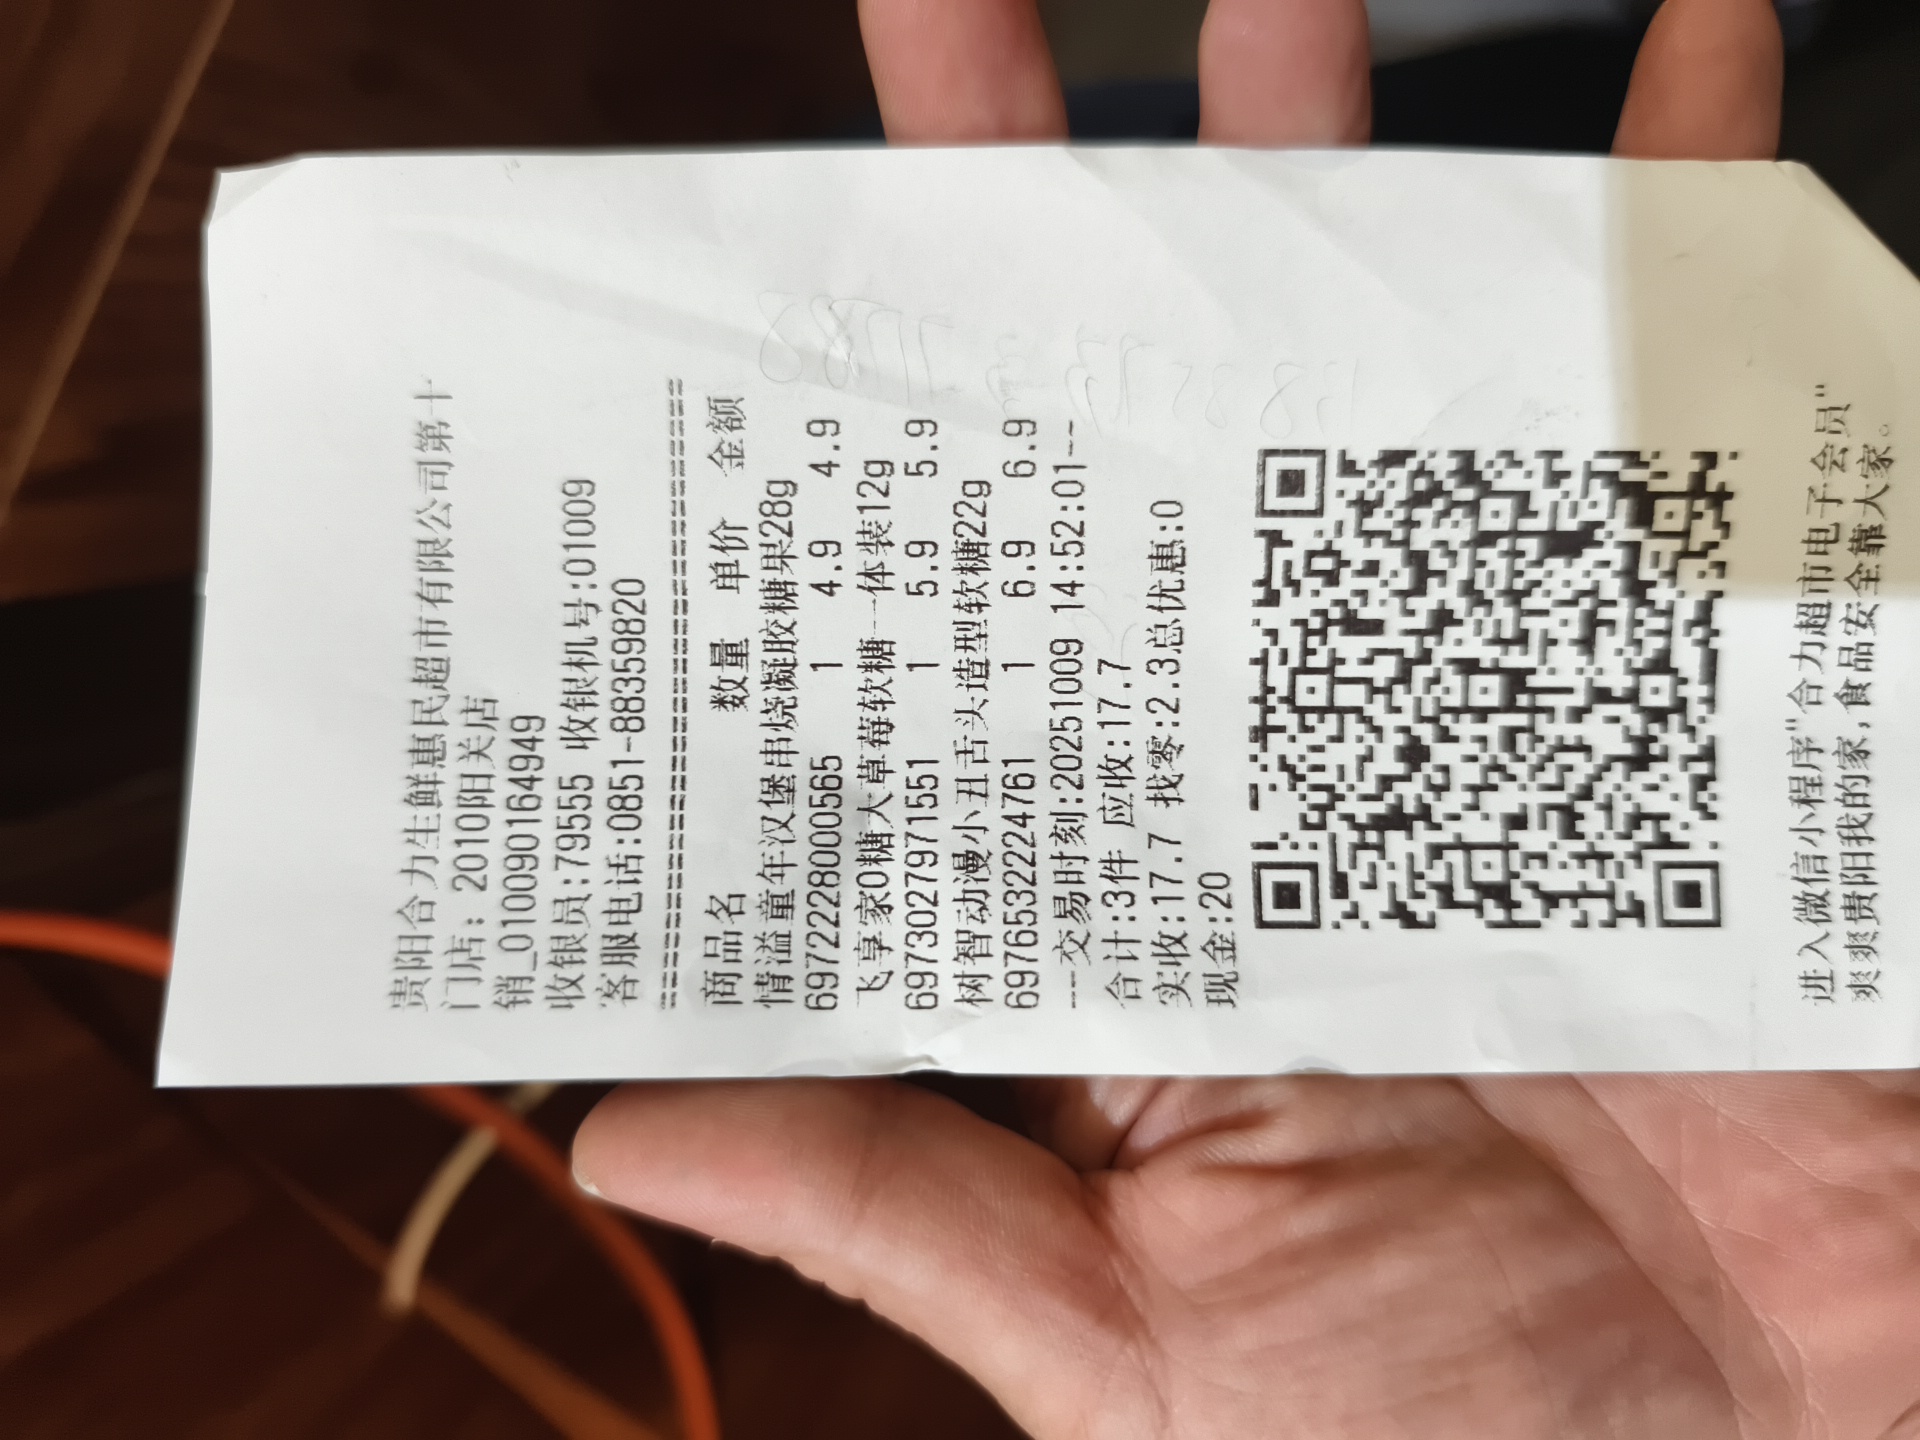 贵阳合力生鲜惠民超市有限公司第十
门店: 2010阳关店
销_010090164949
收银员:79555 收银机号:01009
客服电话:0851-88359820
================================
商品名 数量 单价 金额
情溢童年汉堡串烧凝胶糖果28g
6972228000565 1 4.9 4.9
飞享家0糖大草莓软糖一体装12g
6973027971551 1 5.9 5.9
树智动漫小丑舌头造型软糖22g
6976532224761 1 6.9 6.9
---交易时刻:20251009 14:52:01--
合计:3件 应收:17.7
实收:17.7 找零:2.3总优惠:0
现金:20
进入微信小程序"合力超市电子会员"
爽爽贵阳我的家,食品安全靠大家。